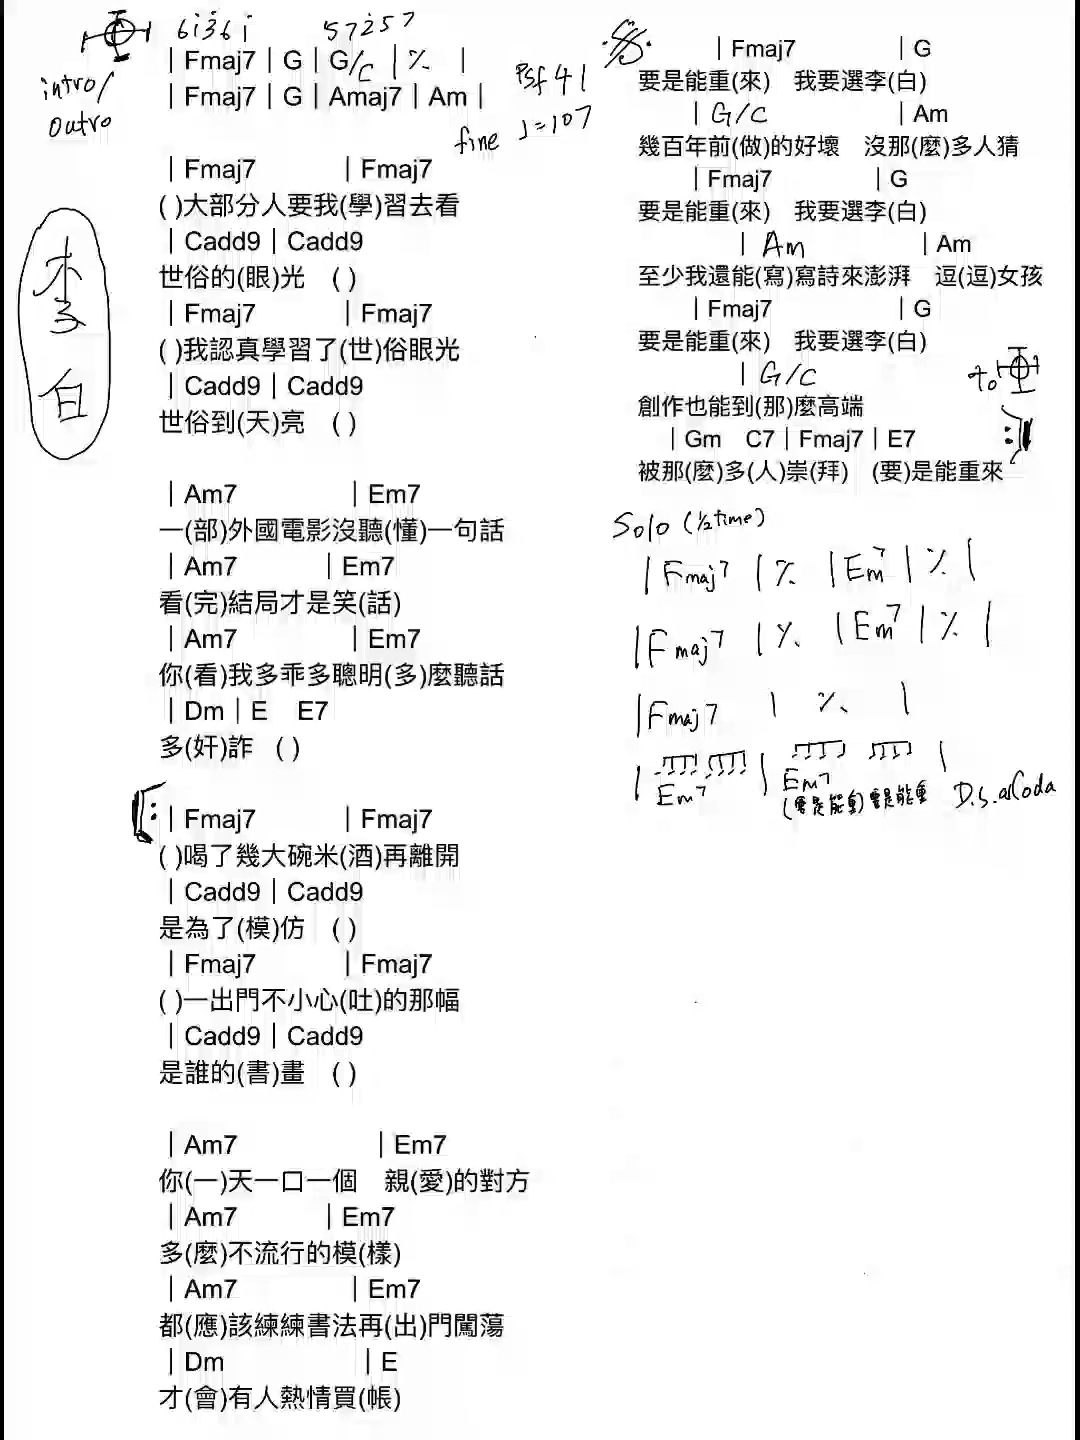 6i36i 57i257
|Fmaj7|G|G/C|٪|
|Fmaj7|G|Amaj7|Am|
intro/
outro
fine
♩=107
李白
|Fmaj7 |Fmaj7
( )大部分人要我(學)習去看
|Cadd9|Cadd9
世俗的(眼)光 ( )
|Fmaj7 |Fmaj7
( )我認真學習了(世)俗眼光
|Cadd9|Cadd9
世俗到(天)亮 ( )
|Am7 |Em7
一(部)外國電影沒聽(懂)一句話
|Am7 |Em7
看(完)結局才是笑(話)
|Am7 |Em7
你(看)我多乖多聰明(多)麼聽話
|Dm|E E7
多(奸)詐 ( )
|Fmaj7 |Fmaj7
( )喝了幾大碗米(酒)再離開
|Cadd9|Cadd9
是為了(模)仿 ( )
|Fmaj7 |Fmaj7
( )一出門不小心(吐)的那幅
|Cadd9|Cadd9
是誰的(書)畫 ( )
|Am7 |Em7
你(一)天一口一個 親(愛)的對方
|Am7 |Em7
多(麼)不流行的模(樣)
|Am7 |Em7
都(應)該練練書法再(出)門闖蕩
|Dm |E
才(會)有人熱情買(帳)
|Fmaj7 |G
要是能重(來) 我要選李(白)
|G/C |Am
幾百年前(做)的好壞 沒那(麼)多人猜
|Fmaj7 |G
要是能重(來) 我要選李(白)
|Am |Am
至少我還能(寫)寫詩來澎湃 逗(逗)女孩
|Fmaj7 |G
要是能重(來) 我要選李(白)
|G/C to
創作也能到(那)麼高端
|Gm C7|Fmaj7|E7
被那(麼)多(人)崇(拜) (要)是能重來
Solo (1/2 time)
|Fmaj7 |٪ |Em7 |٪ |
|Fmaj7 |٪ |Em7 |٪ |
|Fmaj7 |٪ |
|Em7 |Em7 |
(要是能重)要是能重 D.S. al Coda